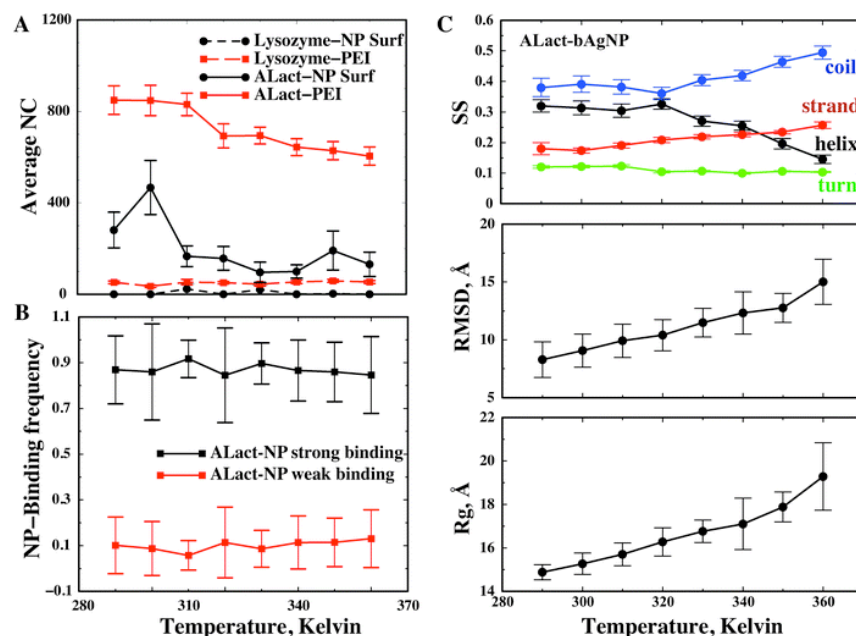 A
1200
800
400
0
Average NC
Lysozyme–NP Surf
Lysozyme–PEI
ALact–NP Surf
ALact–PEI
B
1.1
0.9
0.7
0.5
0.3
0.1
-0.1
NP–Binding frequency
ALact-NP strong binding
ALact-NP weak binding
280
310
340
370
Temperature, Kelvin
C
0.6
0.5
0.4
0.3
0.2
0.1
SS
ALact-bAgNP
coil
strand
helix
turn
20
15
10
5
RMSD, Å
22
20
18
16
14
Rg, Å
280
300
320
340
360
Temperature, Kelvin